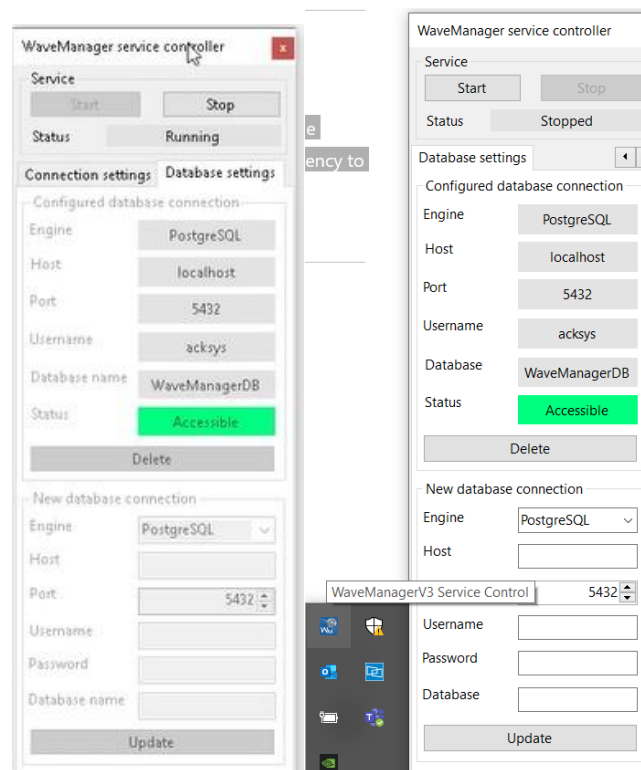 WaveManager service controller
x
Service
Start
Stop
Status
Running
Connection settings
Database settings
Configured database connection
Engine
PostgreSQL
Host
localhost
Port
5432
Username
acksys
Database name
WaveManagerDB
Status
Accessible
Delete
New database connection
Engine
PostgreSQL
Host
Port
5432
Username
Password
Database name
Update
e
ency to
WaveManager service controller
Service
Start
Stop
Status
Stopped
Database settings
Configured database connection
Engine
PostgreSQL
Host
localhost
Port
5432
Username
acksys
Database
WaveManagerDB
Status
Accessible
Delete
New database connection
Engine
PostgreSQL
Host
WaveManagerV3 Service Control
5432
Username
Password
Database
Update